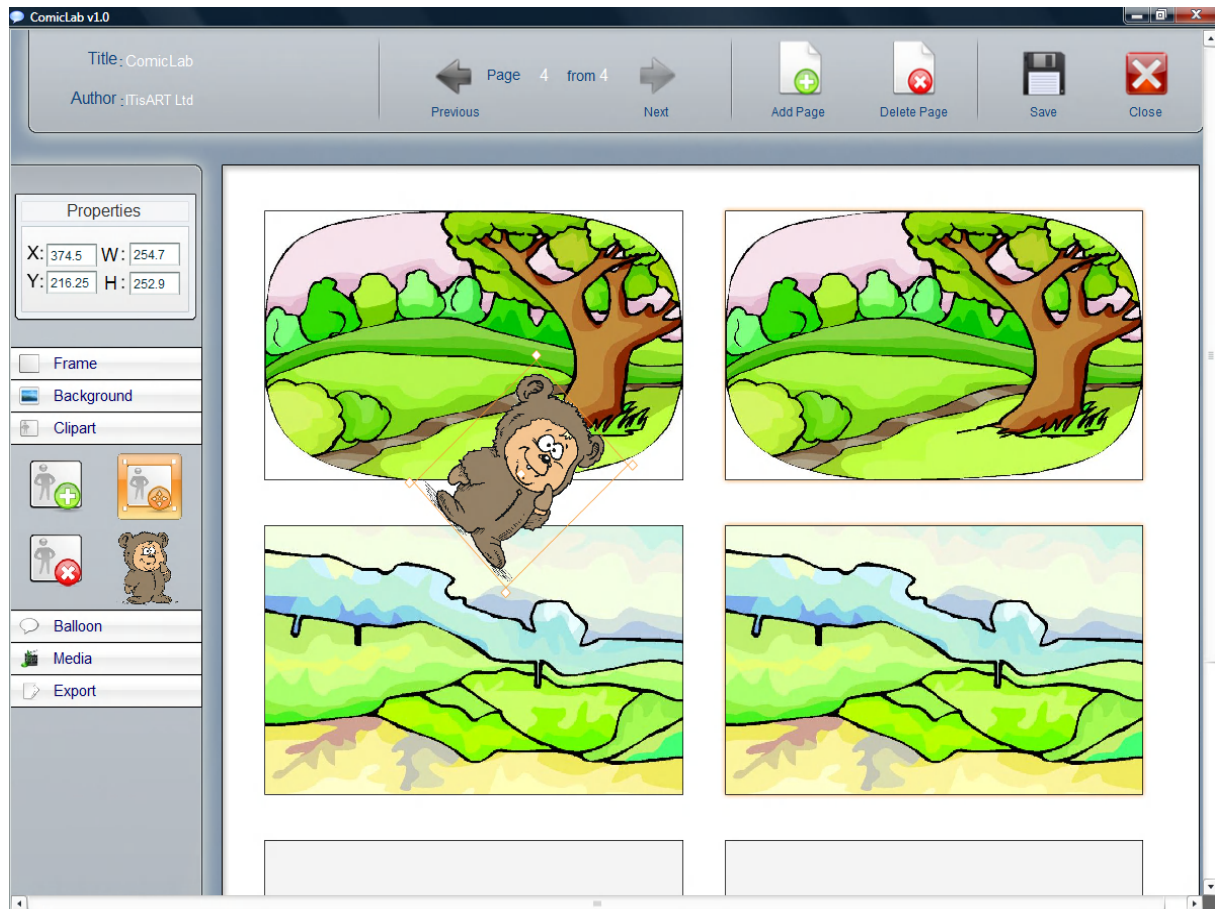 ComicLab v1.0
Title : ComicLab
Author : ITisART Ltd
Page 4 from 4
Previous
Next
Add Page
Delete Page
Save
Close
Properties
X: 374.5 W: 254.7
Y: 216.25 H: 252.9
Frame
Background
Clipart
Balloon
Media
Export